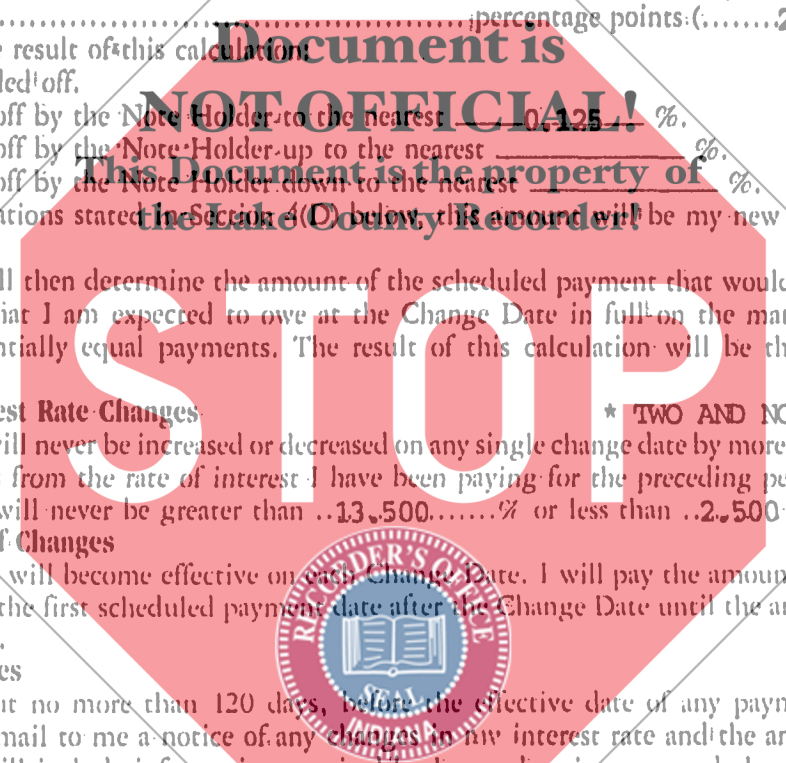 percentage points (.......2
result of this calculation:
led off.
off by the Note Holder to the nearest 0.125 %.
off by the Note Holder up to the nearest %.
off by the Note Holder down to the nearest %.
ations stated in Section 4(D) below, this amount will be my new
Document is
NOT OFFICIAL!
This Document is the property of
the Lake County Recorder!
ll then determine the amount of the scheduled payment that would
hat I am expected to owe at the Change Date in full on the mat
ntially equal payments. The result of this calculation will be th
STOP
est Rate Changes * TWO AND NO
will never be increased or decreased on any single change date by more
from the rate of interest I have been paying for the preceding pe
will never be greater than ..13.500.......% or less than ..2.500
f Changes
will become effective on each Change Date. I will pay the amoun
the first scheduled payment date after the Change Date until the a
es
ut no more than 120 days, before the effective date of any paym
mail to me a notice of any changes in my interest rate and the a
RECORDER'S OFFICE
SEAL
INDIANA